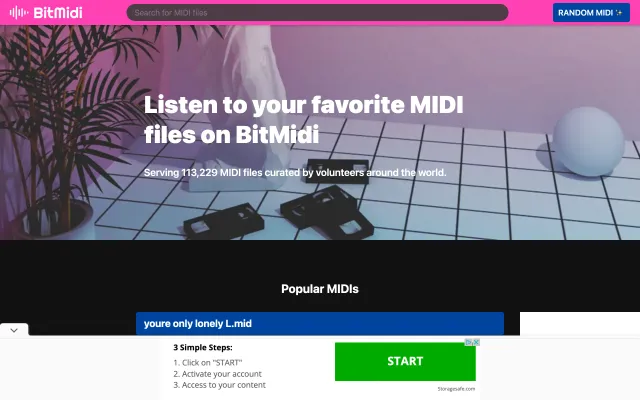 BitMidi
Search for MIDI files
RANDOM MIDI
Listen to your favorite MIDI
files on BitMidi
Serving 113,229 MIDI files curated by volunteers around the world.
Popular MIDIs
youre only lonely L.mid
3 Simple Steps:
1. Click on "START"
2. Activate your account
3. Access to your content
START
Storagesafe.com